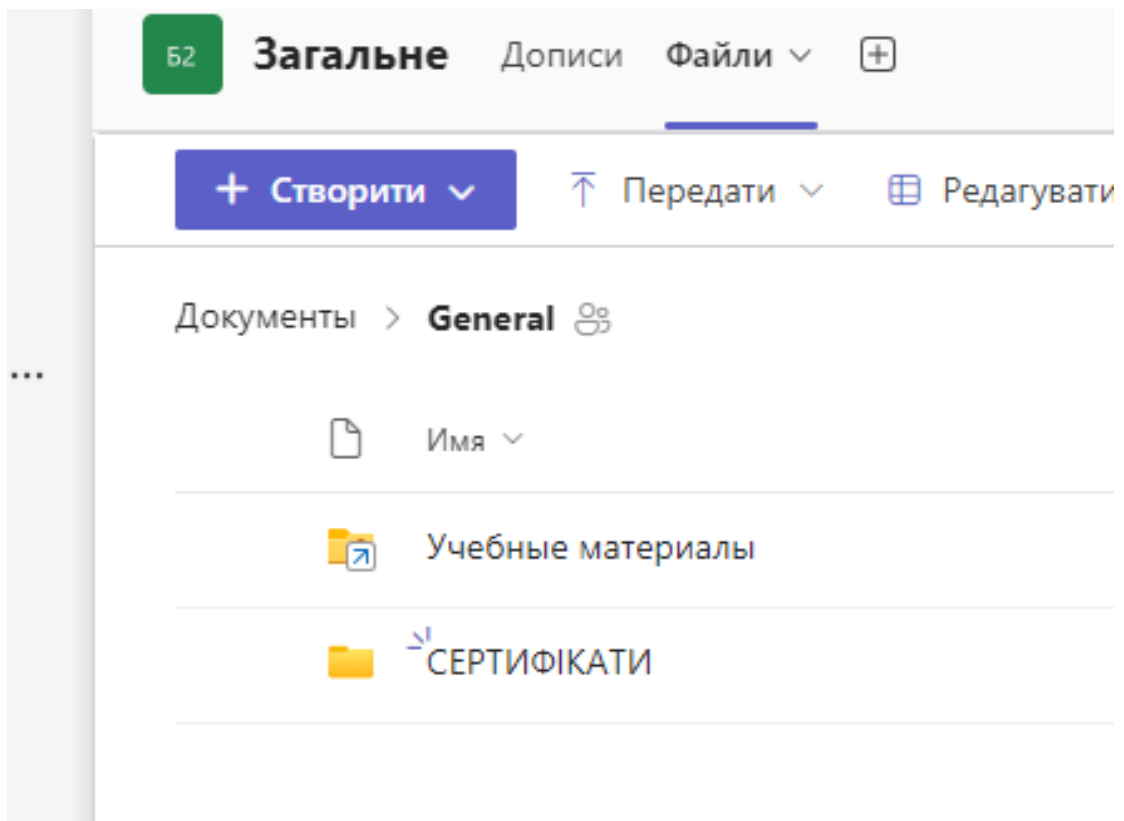 Б2 Загальне Дописи Файли
+ Створити Передати Редагувати
Документы > General
...
Имя
Учебные материалы
СЕРТИФІКАТИ